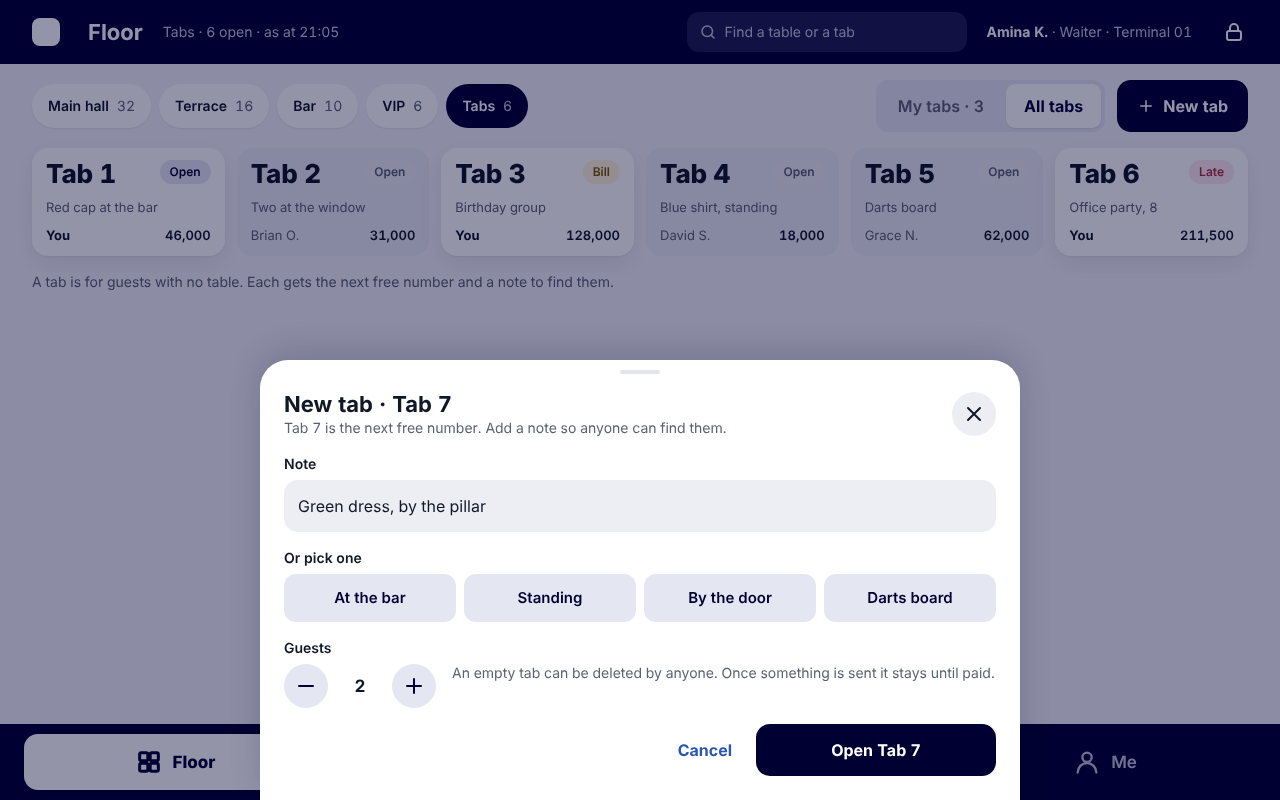 Floor
Tabs · 6 open · as at 21:05
Find a table or a tab
Amina K. · Waiter · Terminal 01
Main hall 32
Terrace 16
Bar 10
VIP 6
Tabs 6
My tabs · 3
All tabs
New tab
Tab 1
Open
Red cap at the bar
You
46,000
Tab 2
Open
Two at the window
Brian O.
31,000
Tab 3
Bill
Birthday group
You
128,000
Tab 4
Open
Blue shirt, standing
David S.
18,000
Tab 5
Open
Darts board
Grace N.
62,000
Tab 6
Late
Office party, 8
You
211,500
A tab is for guests with no table. Each gets the next free number and a note to find them.
New tab · Tab 7
Tab 7 is the next free number. Add a note so anyone can find them.
Note
Green dress, by the pillar
Or pick one
At the bar
Standing
By the door
Darts board
Guests
2
An empty tab can be deleted by anyone. Once something is sent it stays until paid.
Cancel
Open Tab 7
Floor
Me